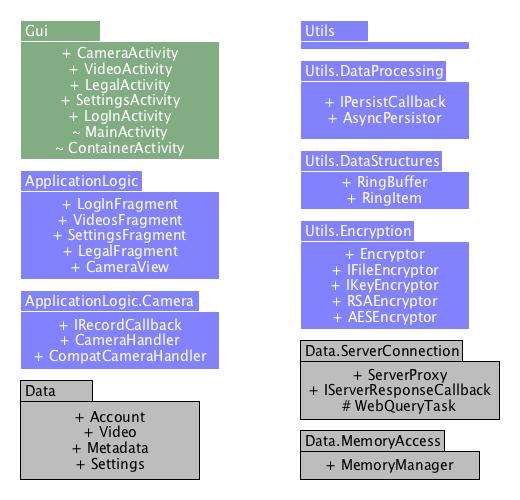 Gui
+ CameraActivity
+ VideoActivity
+ LegalActivity
+ SettingsActivity
+ LogInActivity
~ MainActivity
~ ContainerActivity
ApplicationLogic
+ LogInFragment
+ VideosFragment
+ SettingsFragment
+ LegalFragment
+ CameraView
ApplicationLogic.Camera
+ IRecordCallback
+ CameraHandler
+ CompatCameraHandler
Data
+ Account
+ Video
+ Metadata
+ Settings
Utils
Utils.DataProcessing
+ IPersistCallback
+ AsyncPersistor
Utils.DataStructures
+ RingBuffer
+ RingItem
Utils.Encryption
+ Encryptor
+ IFileEncryptor
+ IKeyEncryptor
+ RSAEncryptor
+ AESEncryptor
Data.ServerConnection
+ ServerProxy
+ IServerResponseCallback
# WebQueryTask
Data.MemoryAccess
+ MemoryManager